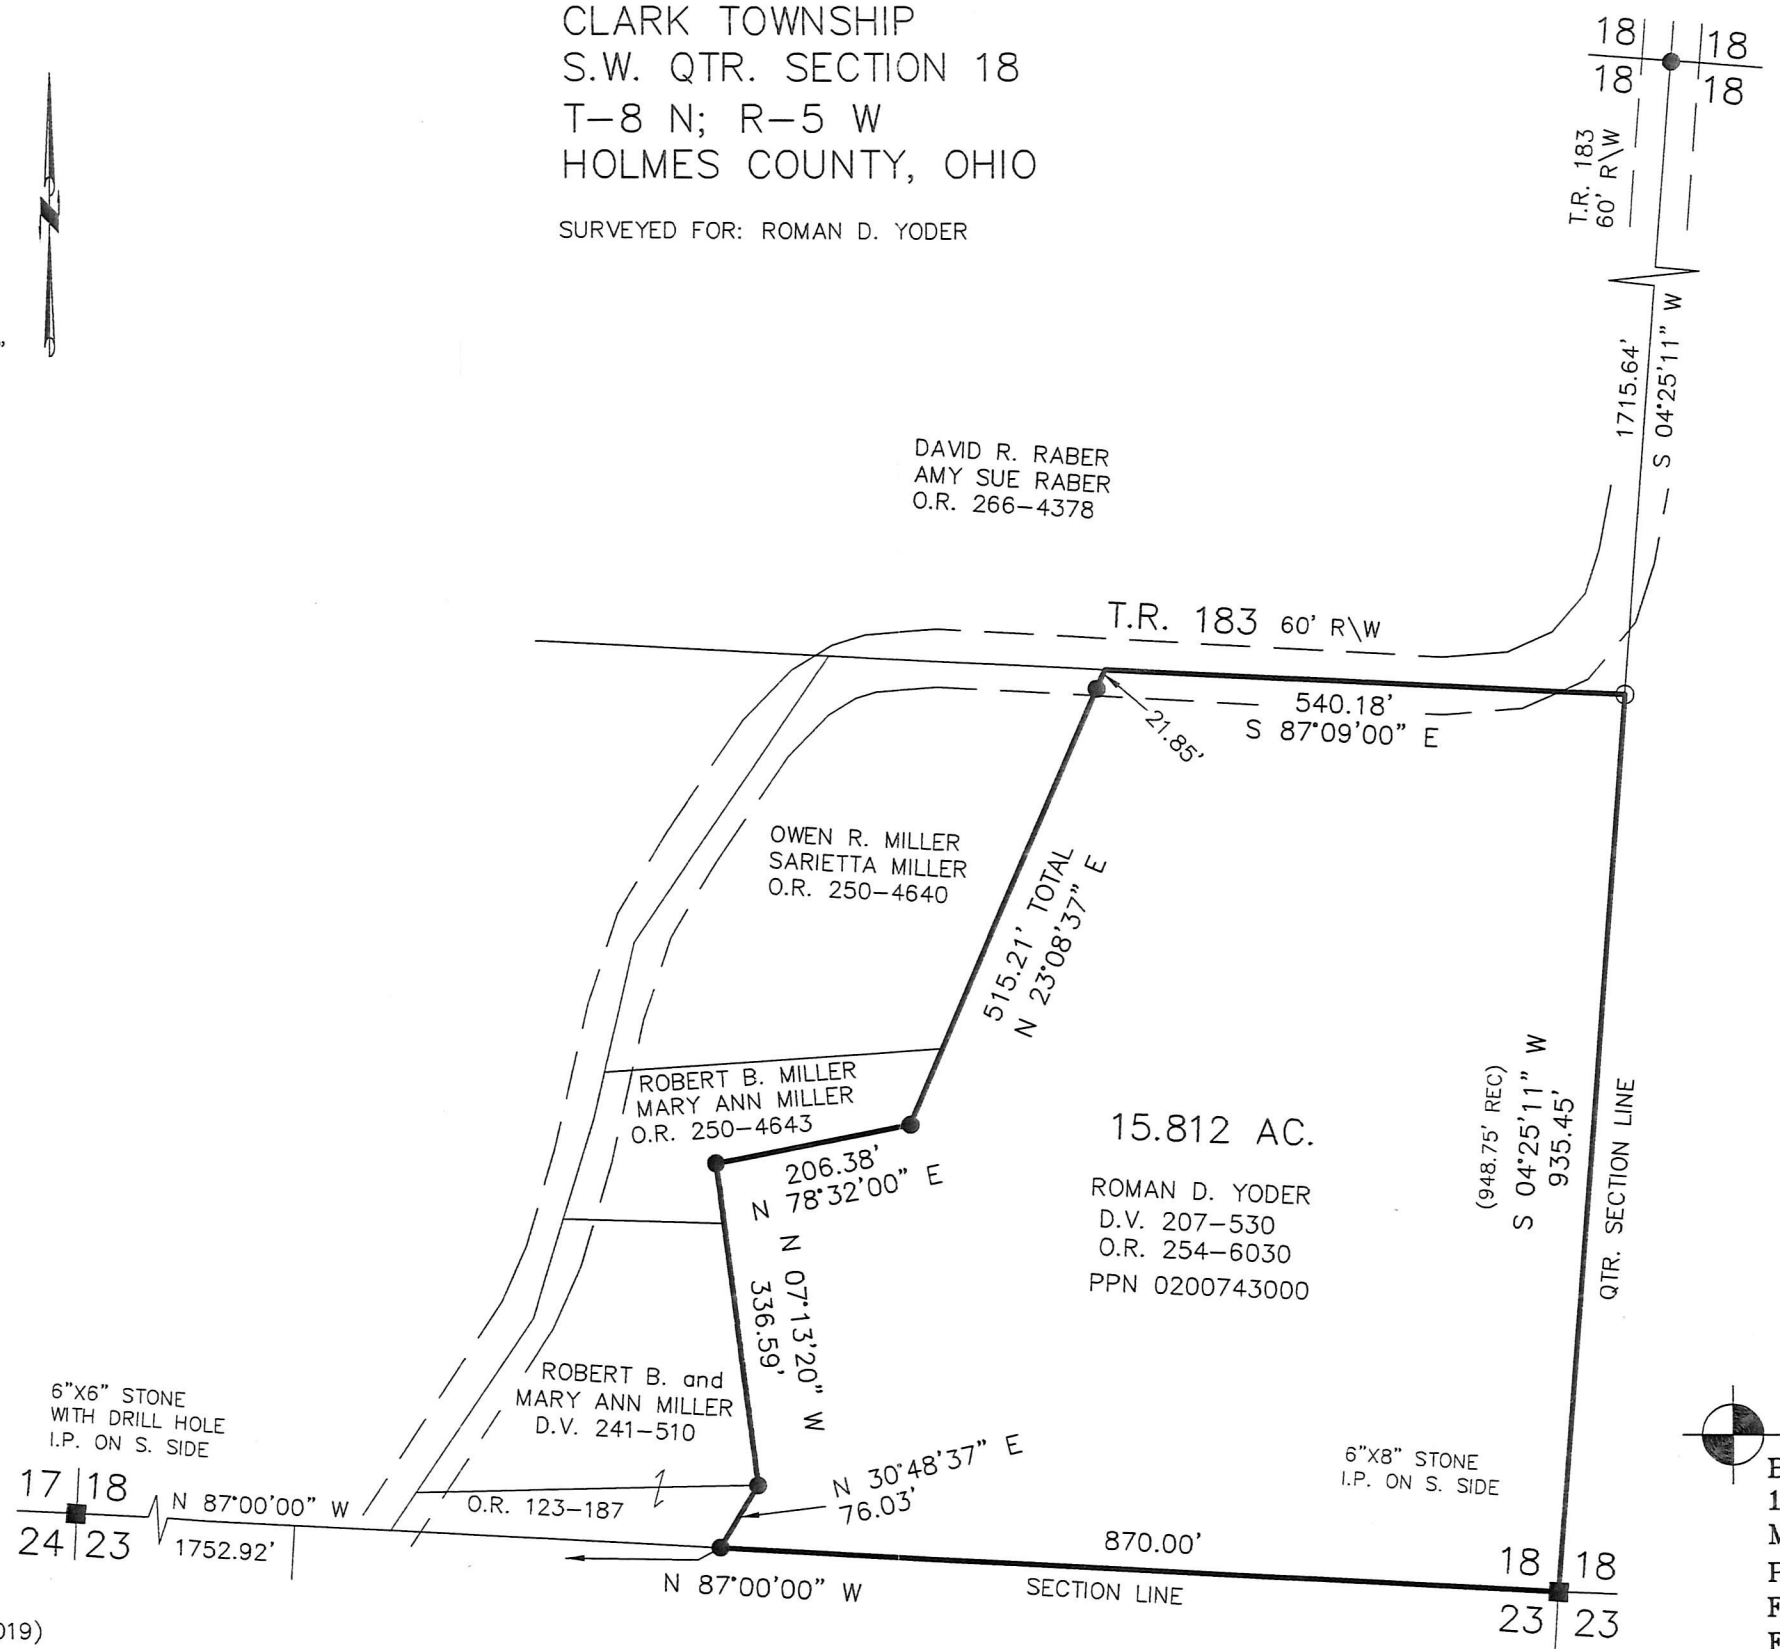 CLARK TOWNSHIP
S.W. QTR. SECTION 18
T-8 N; R-5 W
HOLMES COUNTY, OHIO
SURVEYED FOR: ROMAN D. YODER
18 18
18 18
T.R. 183
60' R\W
1715.64'
S 04°25'11" W
N
"
DAVID R. RABER
AMY SUE RABER
O.R. 266-4378
T.R. 183 60' R\W
540.18'
S 87°09'00" E
21.85'
OWEN R. MILLER
SARIETTA MILLER
O.R. 250-4640
515.21' TOTAL
N 23°08'37" E
ROBERT B. MILLER
MARY ANN MILLER
O.R. 250-4643
206.38'
N 78°32'00" E
15.812 AC.
ROMAN D. YODER
D.V. 207-530
O.R. 254-6030
PPN 0200743000
(948.75' REC)
S 04°25'11" W
935.45'
QTR. SECTION LINE
N 07°13'20" W
336.59'
ROBERT B. and
MARY ANN MILLER
D.V. 241-510
6"X6" STONE
WITH DRILL HOLE
I.P. ON S. SIDE
17 18
24 23
N 87°00'00" W
1752.92'
O.R. 123-187
N 30°48'37" E
76.03'
6"X8" STONE
I.P. ON S. SIDE
870.00'
N 87°00'00" W
SECTION LINE
18 18
23 23
1
M
019)